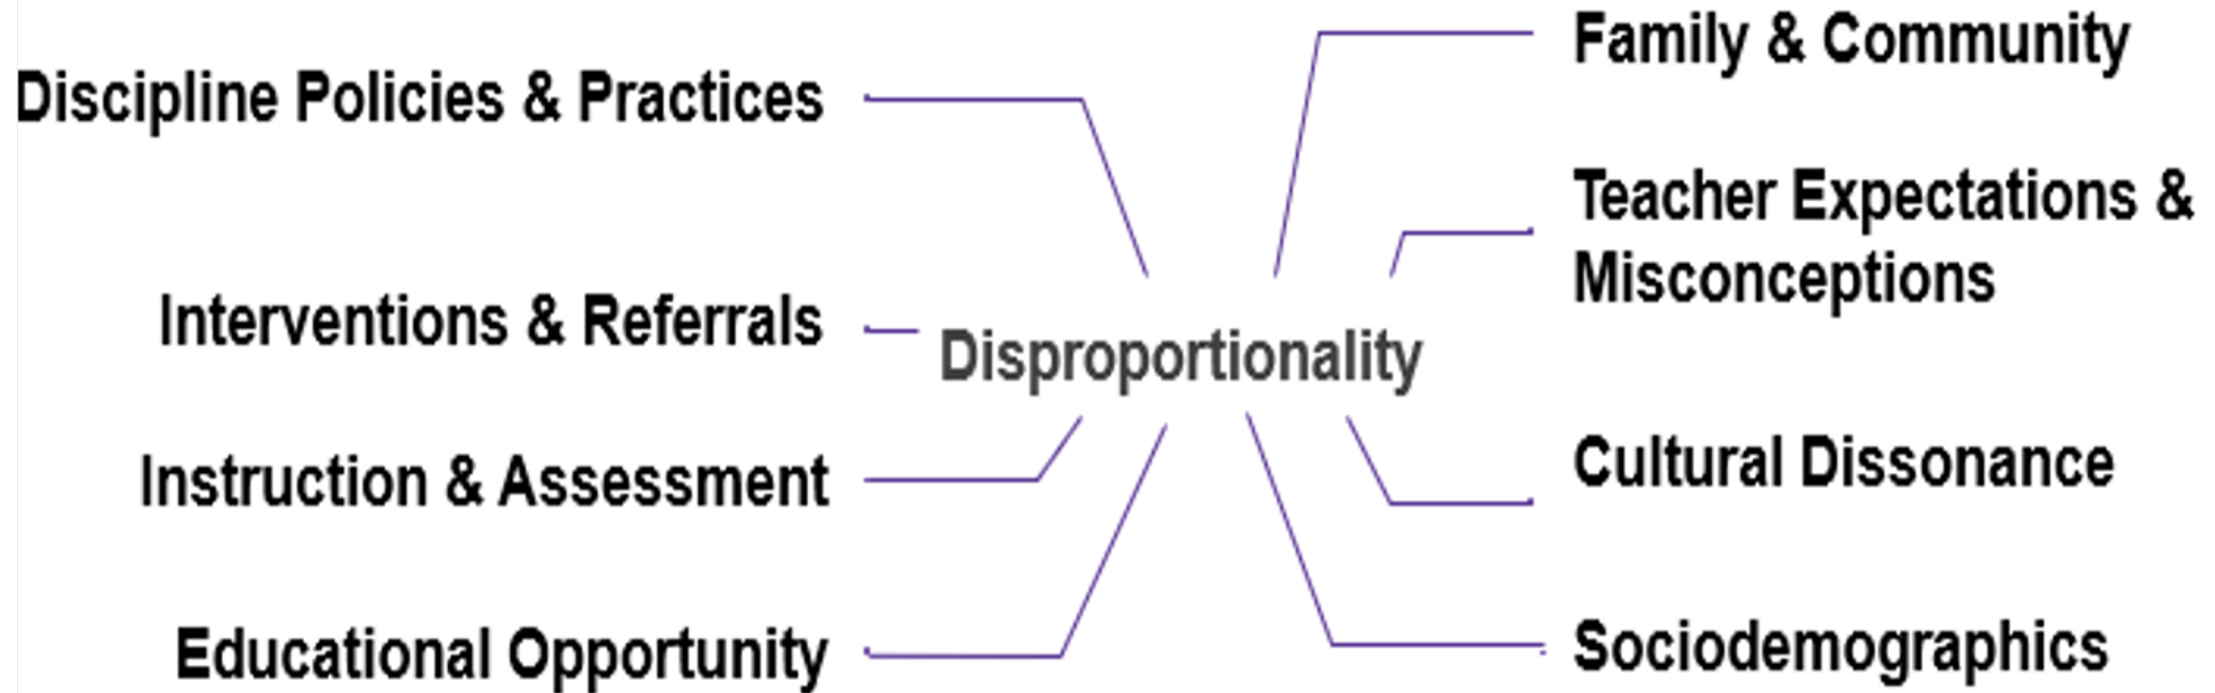 Discipline Policies & Practices
Interventions & Referrals
Instruction & Assessment
Educational Opportunity
Disproportionality
Family & Community
Teacher Expectations &
Misconceptions
Cultural Dissonance
Sociodemographics